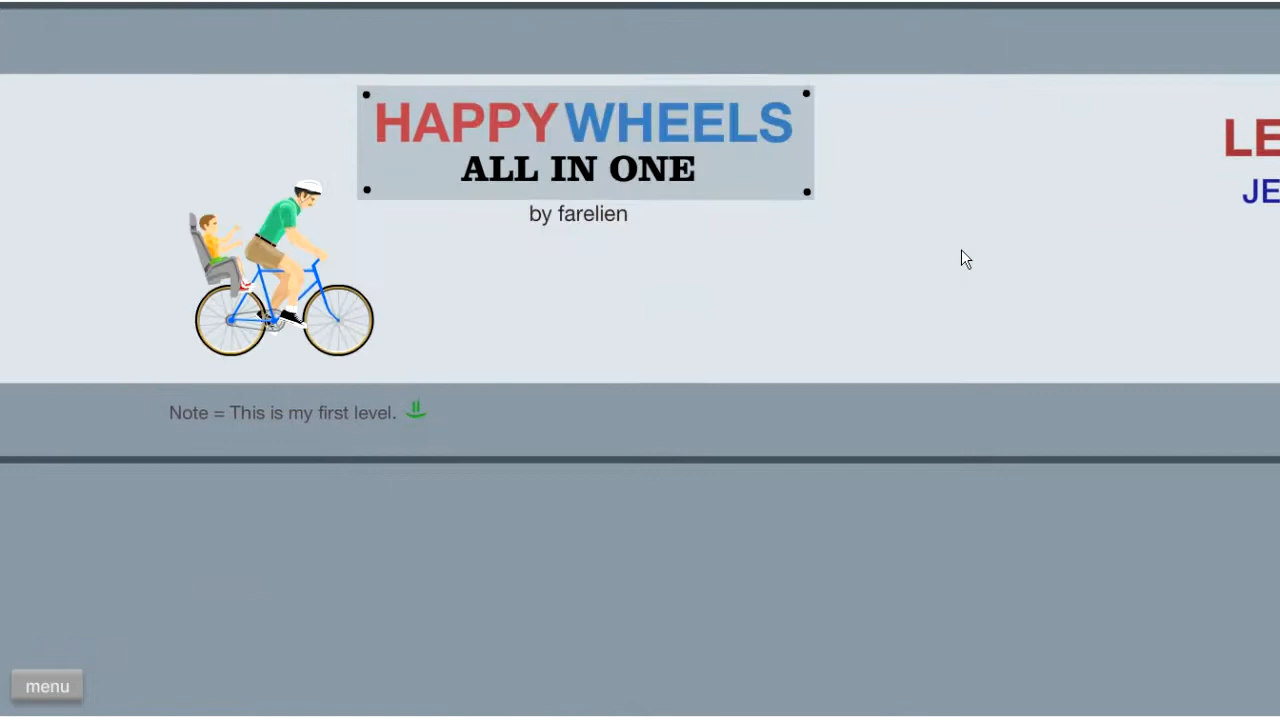 HAPPY WHEELS
ALL IN ONE
by farelien
LE
JE
Note = This is my first level.
menu